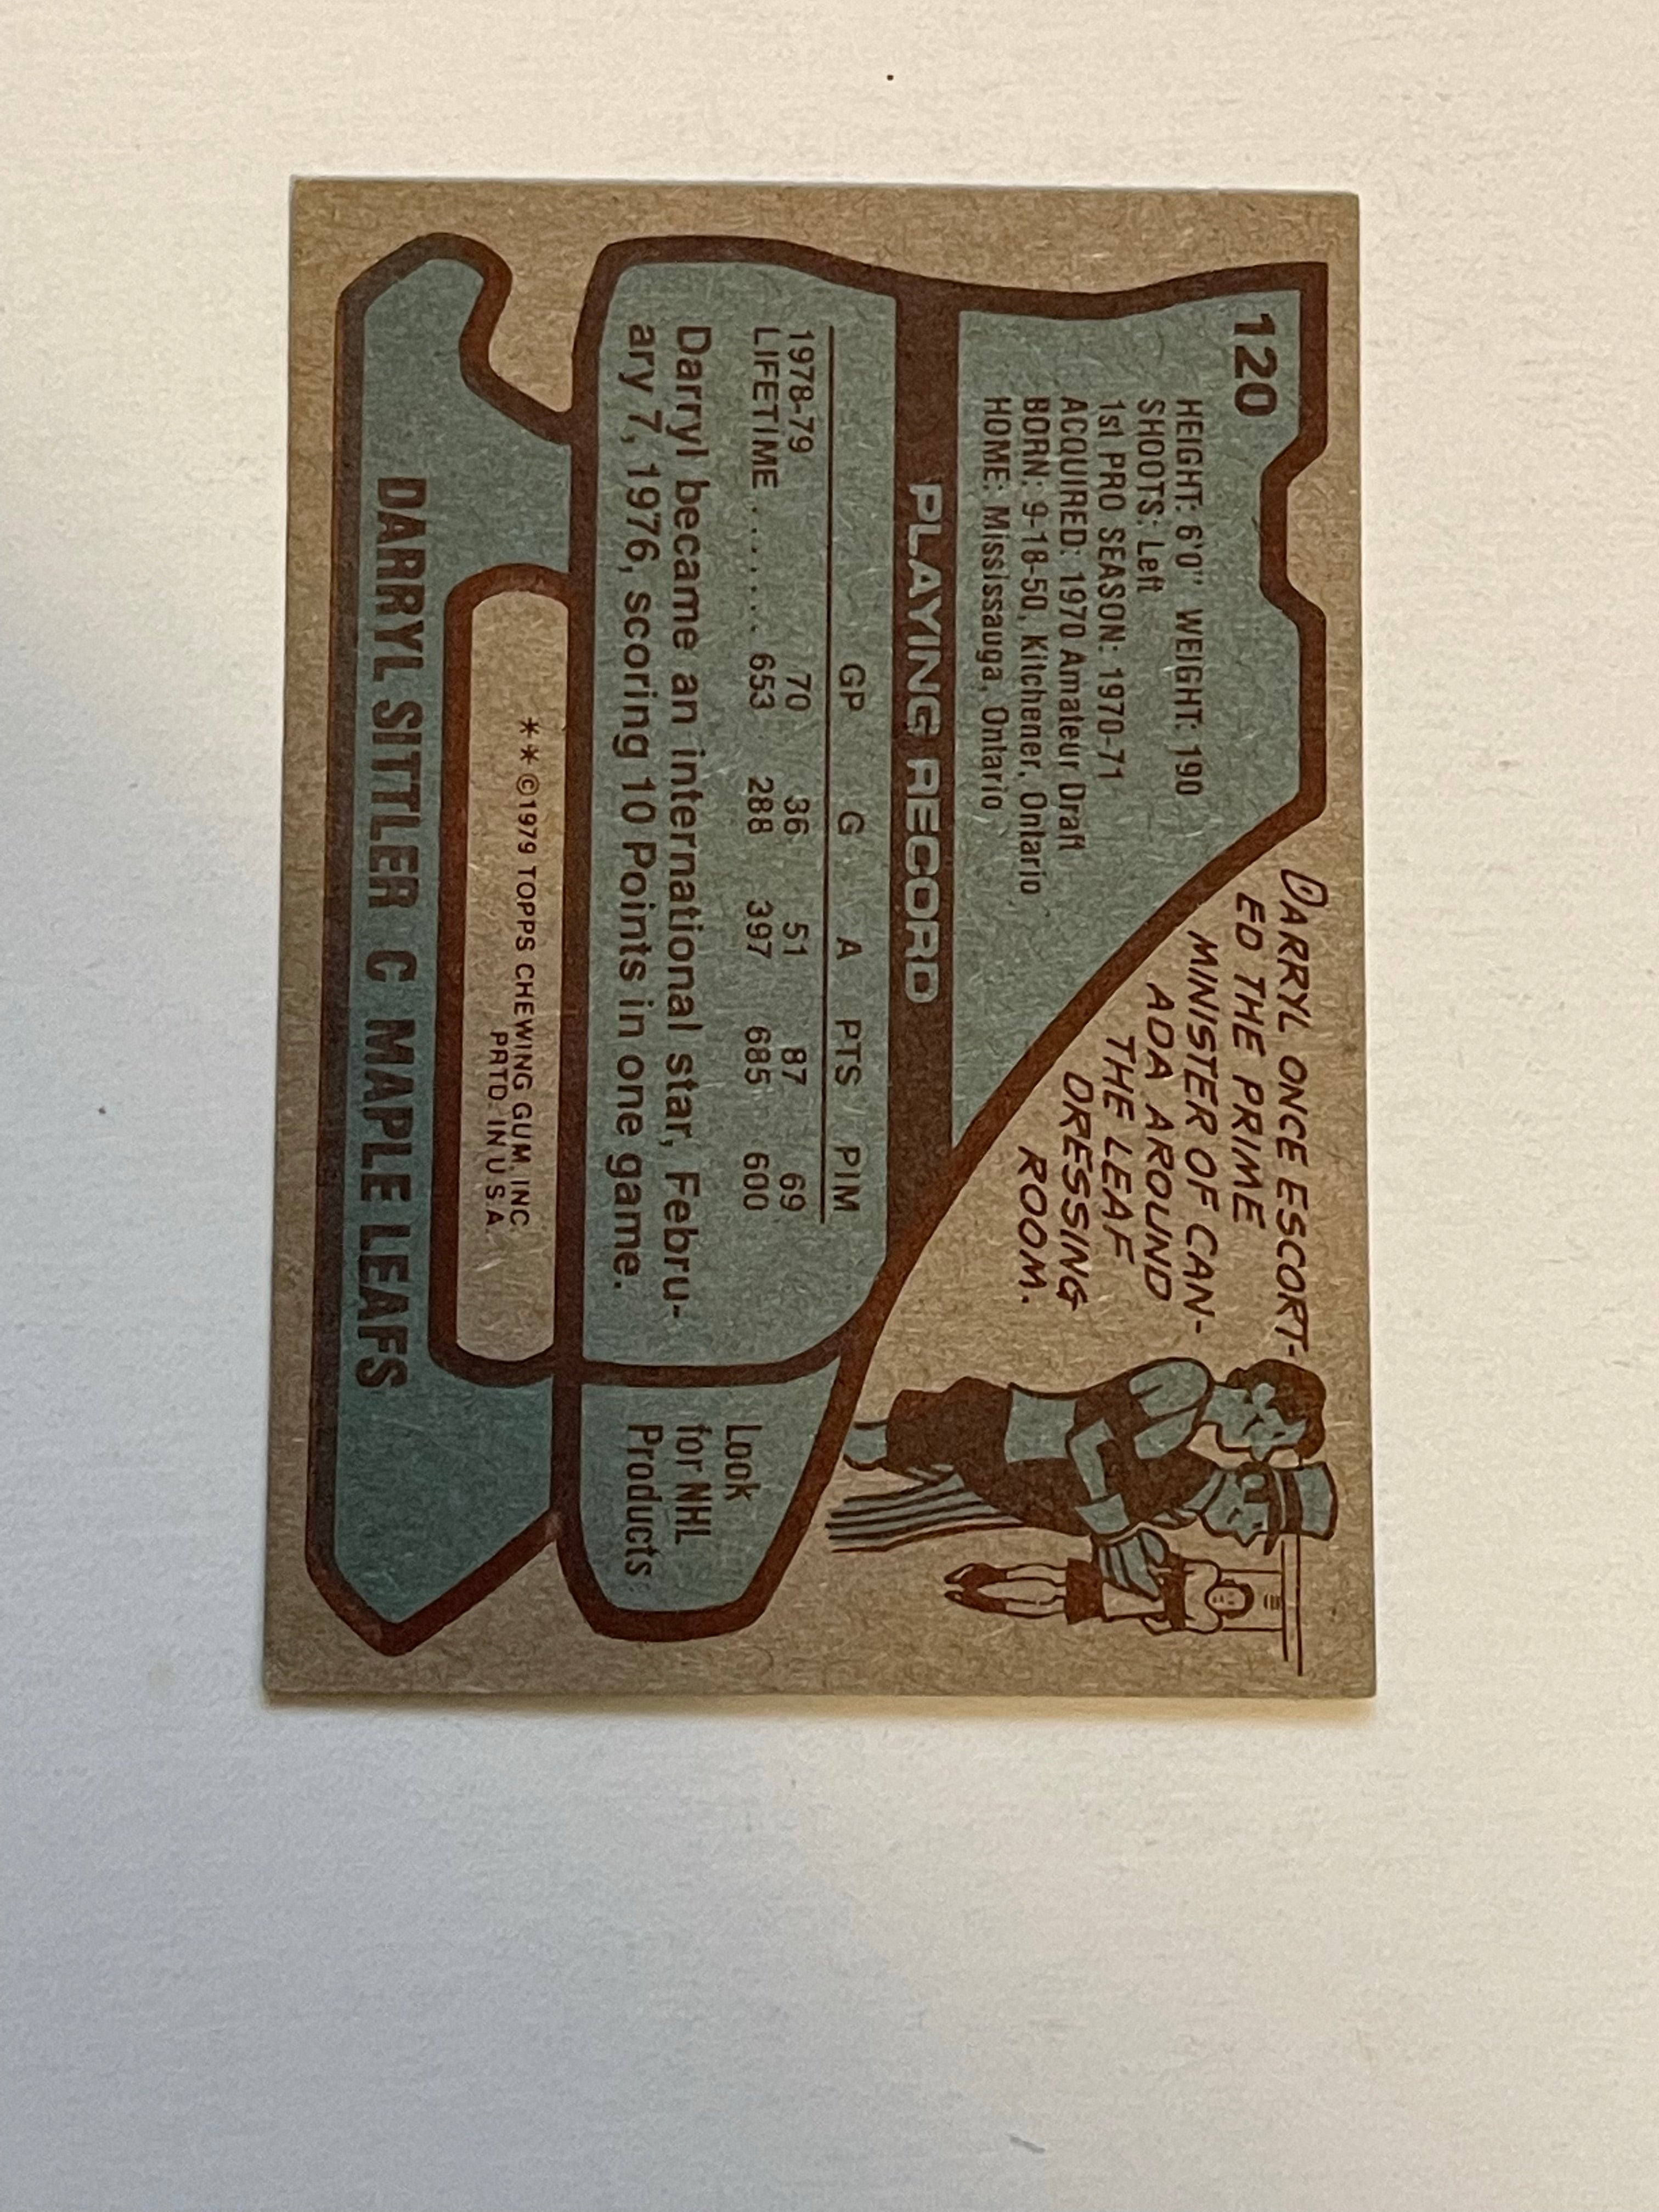 120
HEIGHT: 6'0" WEIGHT: 190
SHOOTS: Left
1st PRO SEASON: 1970-71
ACQUIRED: 1970 Amateur Draft
BORN: 9-18-50, Kitchener, Ontario
HOME: Mississauga, Ontario
DARRYL ONCE ESCORT-
ED THE PRIME
MINISTER OF CAN-
ADA AROUND
THE LEAF
DRESSING
ROOM.
PLAYING RECORD
GP G A PTS PIM
1978-79 70 36 51 87 69
LIFETIME ....... 653 288 397 685 600
Darryl became an international star, Febru-
ary 7, 1976, scoring 10 Points in one game.
Look
for NHL
Products
**©1979 TOPPS CHEWING GUM, INC
PRTD. IN U.S.A.
DARRYL SITTLER C MAPLE LEAFS